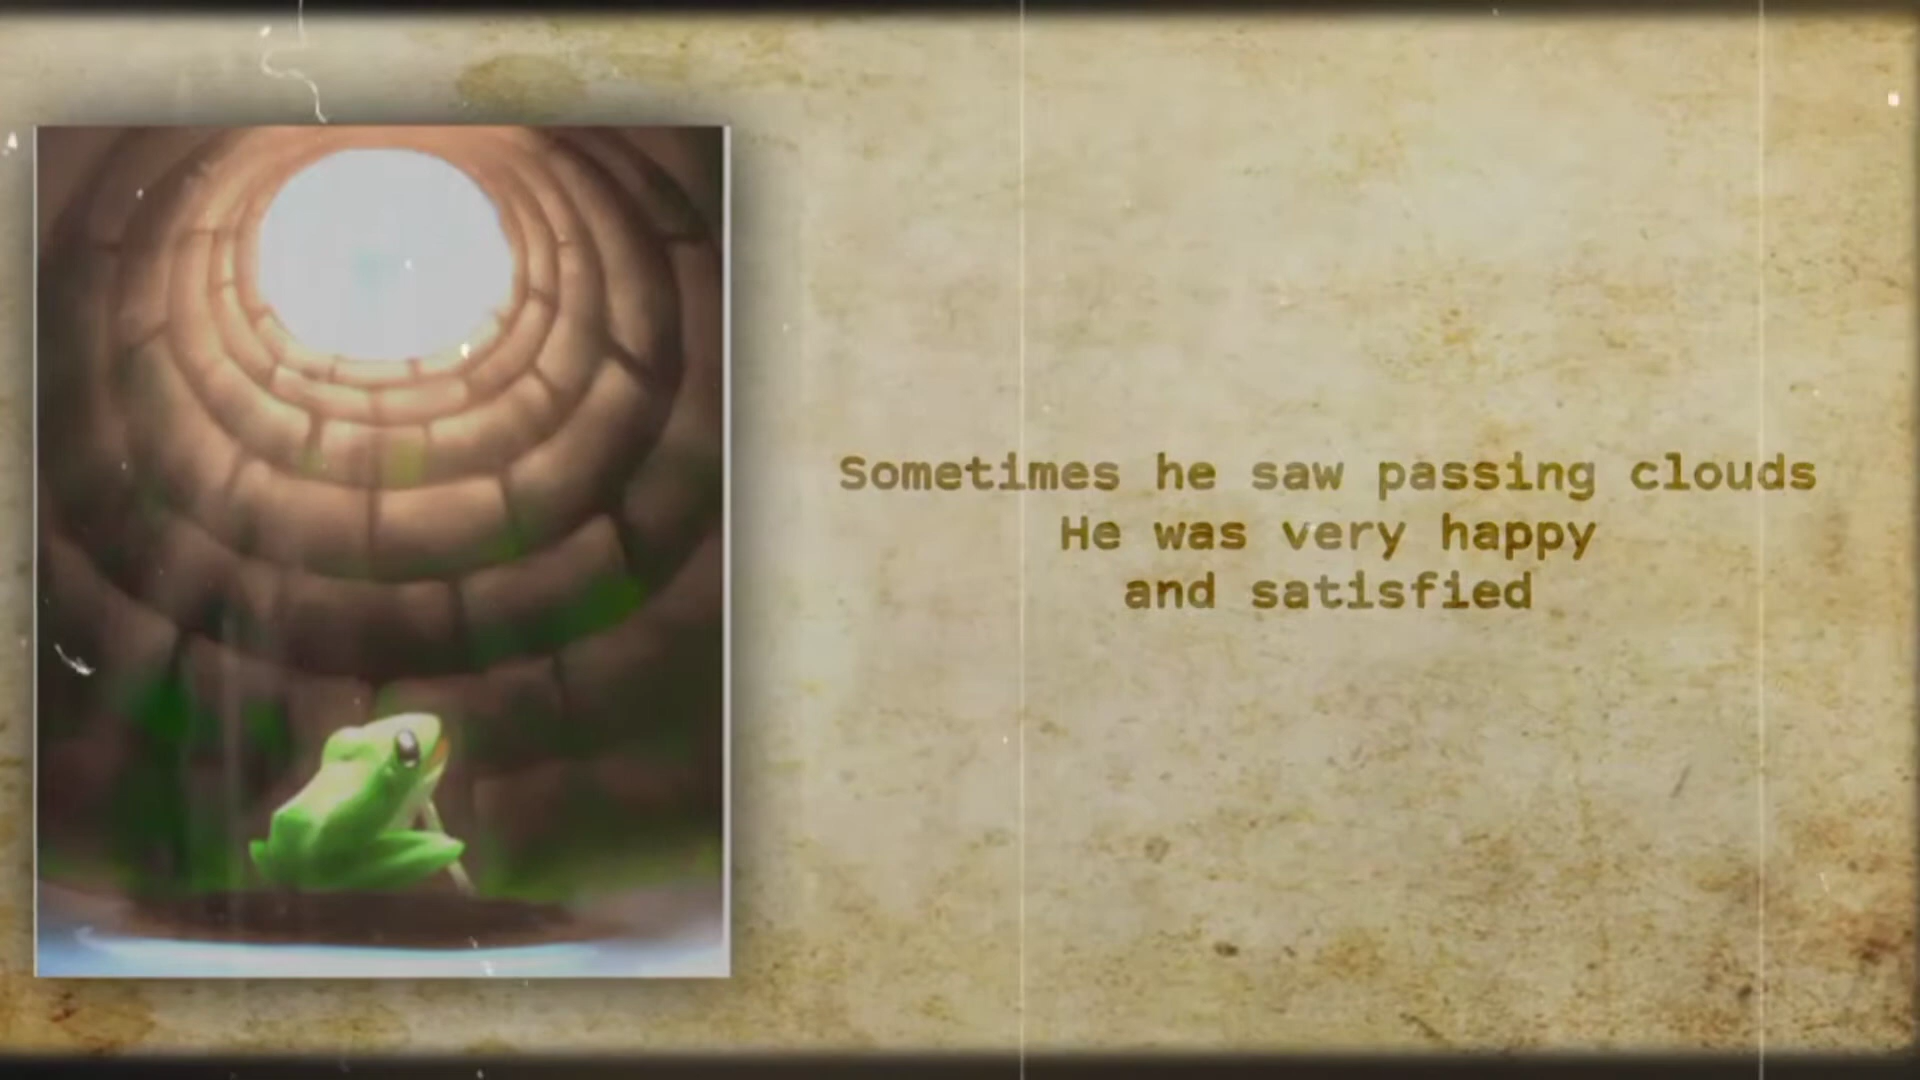 Sometimes he saw passing clouds
He was very happy
and satisfied